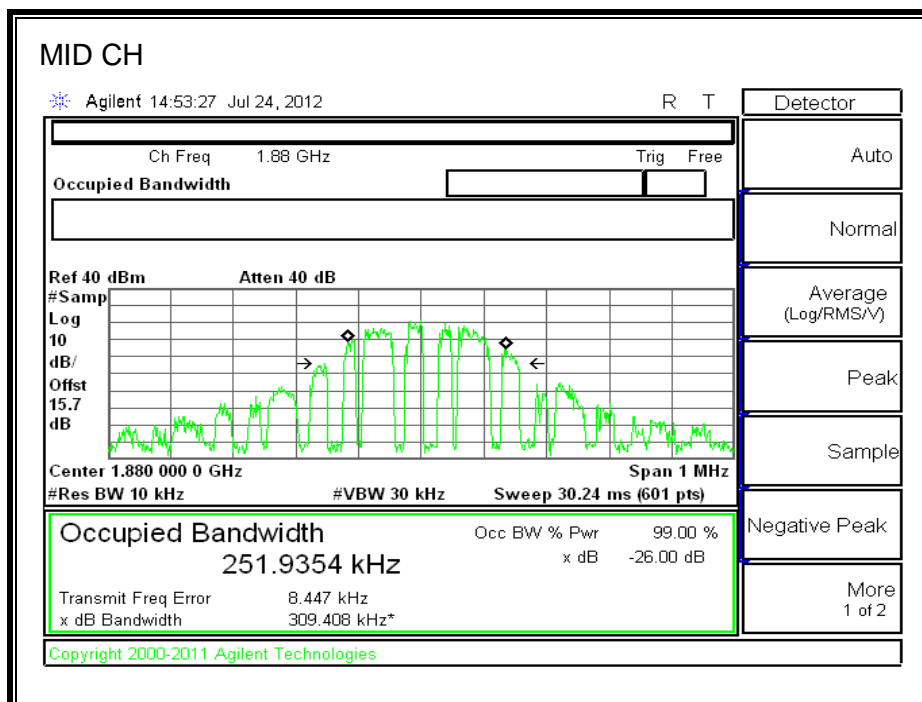 MID CH
Agilent 14:53:27 Jul 24, 2012 R T
Detector
Ch Freq 1.88 GHz Trig Free
Occupied Bandwidth
Auto
Normal
Average
(Log/RMS/V)
Peak
Sample
Negative Peak
More
1 of 2
Ref 40 dBm Atten 40 dB
#Samp
Log
10
dB/
Offst
15.7
dB
Center 1.880 000 0 GHz Span 1 MHz
#Res BW 10 kHz #VBW 30 kHz Sweep 30.24 ms (601 pts)
Occupied Bandwidth
251.9354 kHz
Occ BW % Pwr 99.00 %
x dB -26.00 dB
Transmit Freq Error 8.447 kHz
x dB Bandwidth 309.408 kHz*
Copyright 2000-2011 Agilent Technologies